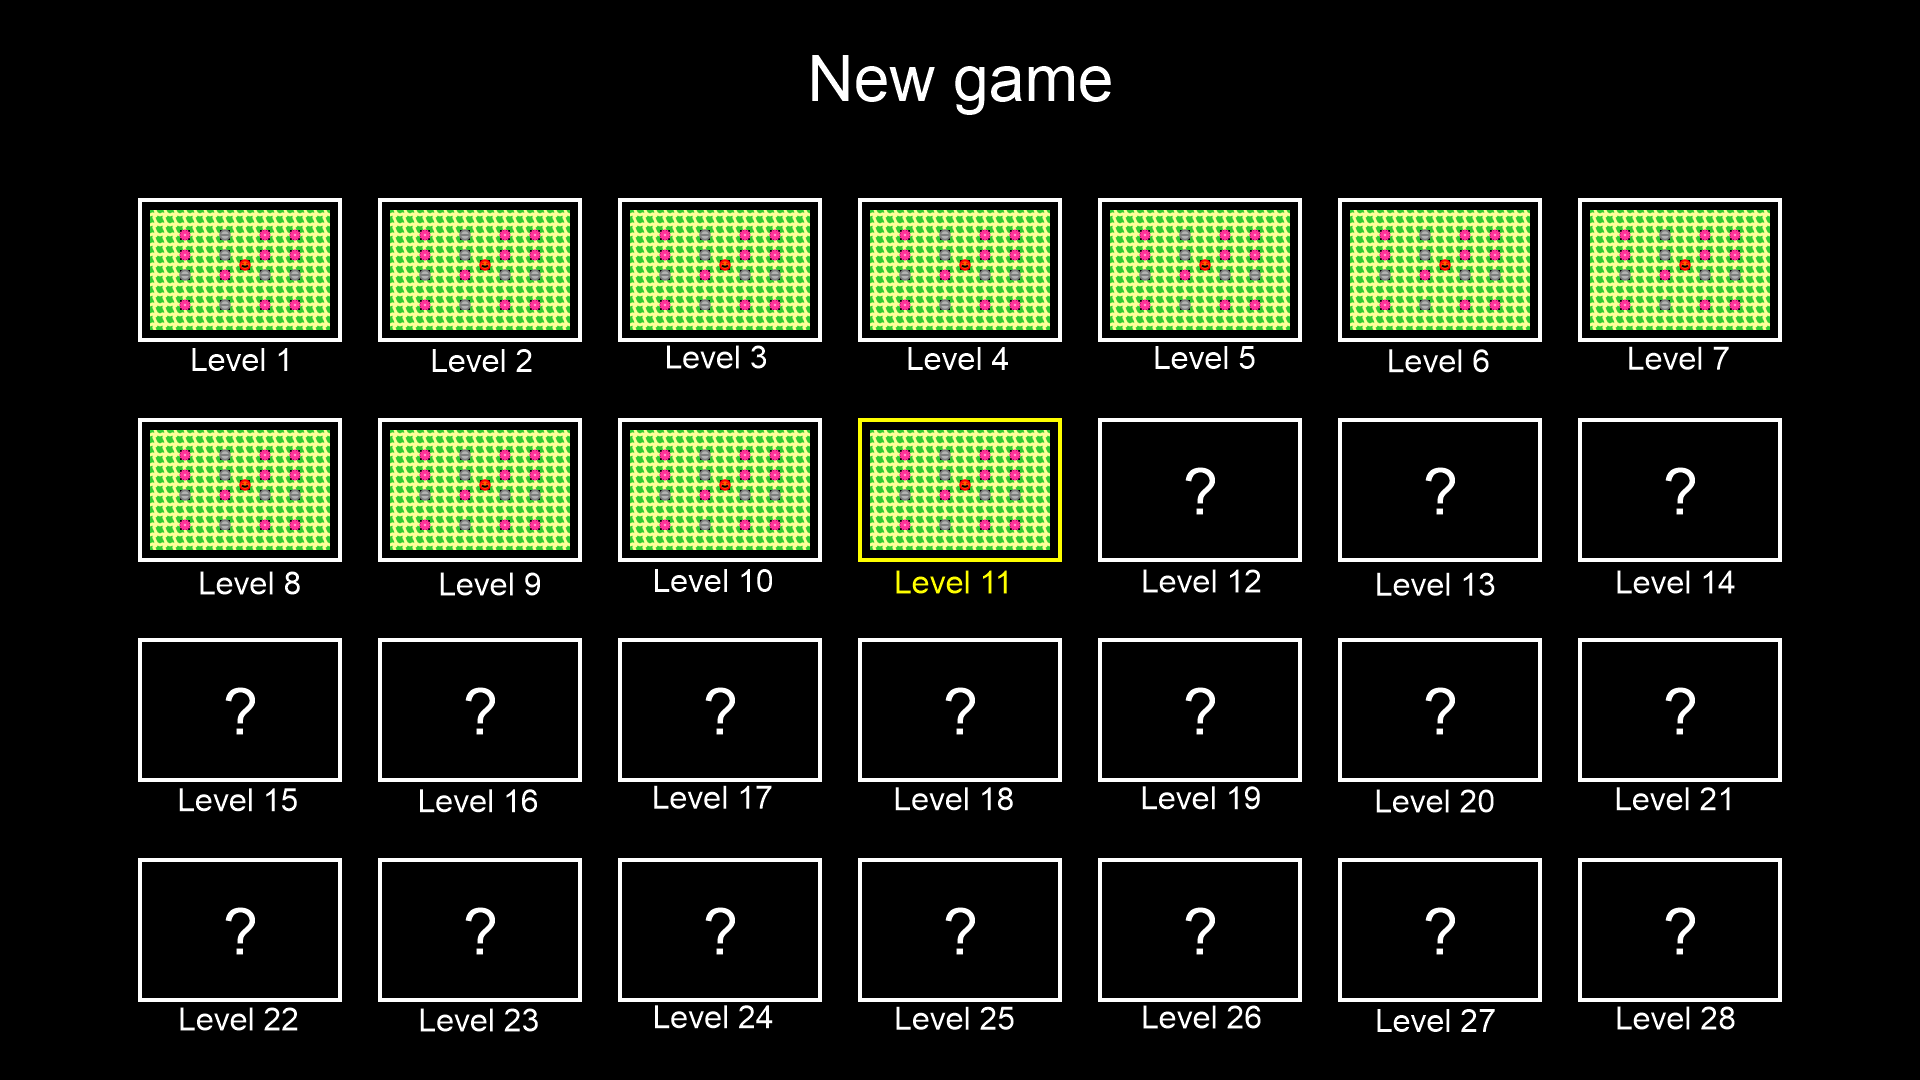 New game
Level 1 Level 2 Level 3 Level 4 Level 5 Level 6 Level 7
? ? ?
Level 8 Level 9 Level 10 Level 11 Level 12 Level 13 Level 14
? ? ? ? ? ? ?
Level 15 Level 16 Level 17 Level 18 Level 19 Level 20 Level 21
? ? ? ? ? ? ?
Level 22 Level 23 Level 24 Level 25 Level 26 Level 27 Level 28